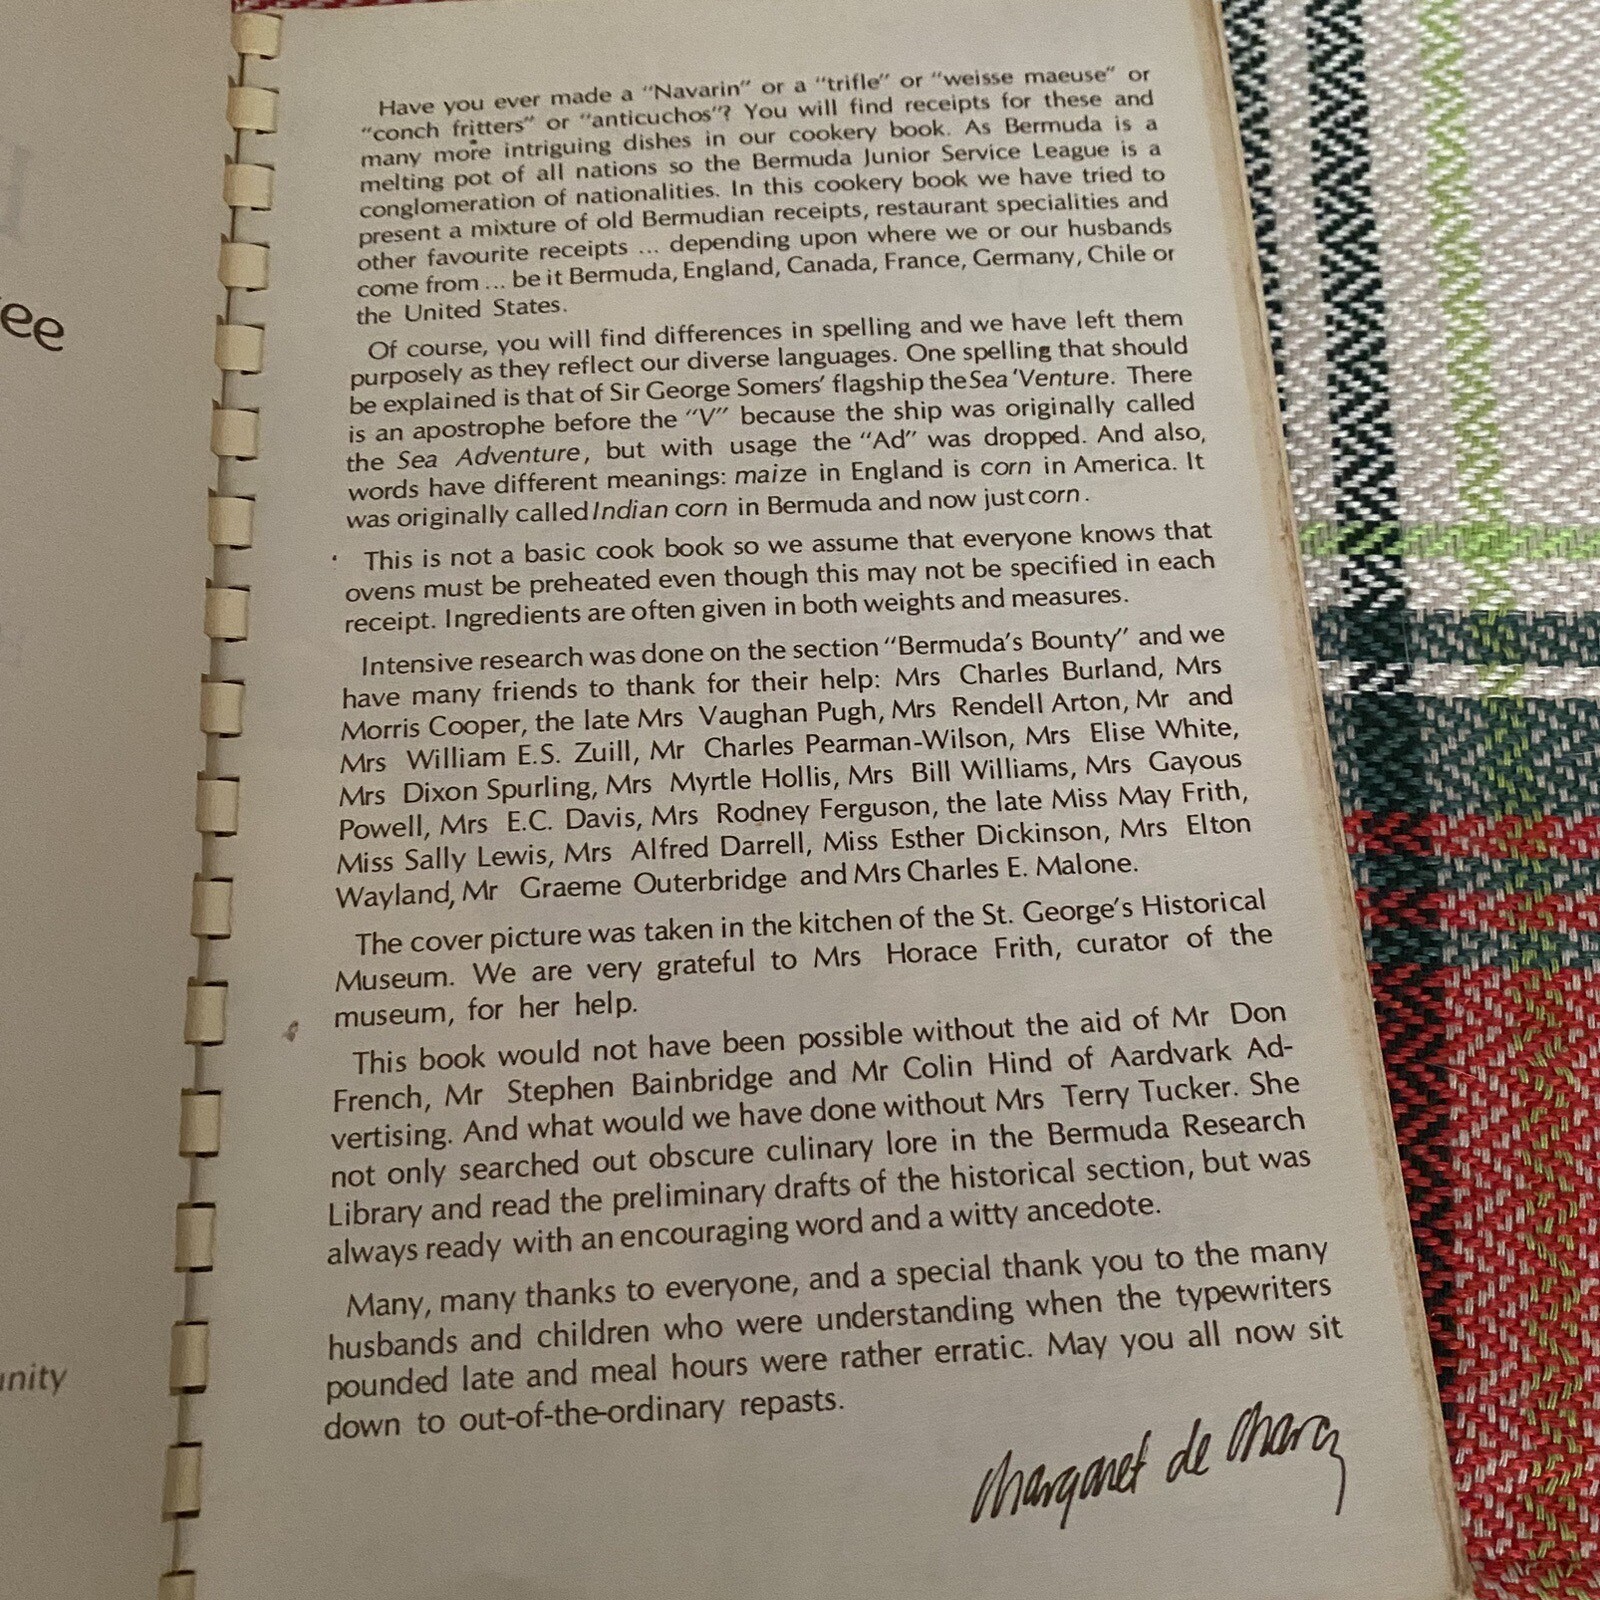 ee
nity
Have you ever made a "Navarin" or a "trifle" or "weisse maeuse" or
"conch fritters" or "anticuchos"? You will find receipts for these and
many more intriguing dishes in our cookery book. As Bermuda is a
melting pot of all nations so the Bermuda Junior Service League is a
conglomeration of nationalities. In this cookery book we have tried to
present a mixture of old Bermudian receipts, restaurant specialities and
other favourite receipts ... depending upon where we or our husbands
come from ... be it Bermuda, England, Canada, France, Germany, Chile or
the United States.
Of course, you will find differences in spelling and we have left them
purposely as they reflect our diverse languages. One spelling that should
be explained is that of Sir George Somers' flagship the Sea 'Venture. There
is an apostrophe before the "V" because the ship was originally called
the Sea Adventure, but with usage the "Ad" was dropped. And also,
words have different meanings: maize in England is corn in America. It
was originally called Indian corn in Bermuda and now just corn.
This is not a basic cook book so we assume that everyone knows that
ovens must be preheated even though this may not be specified in each
receipt. Ingredients are often given in both weights and measures.
Intensive research was done on the section "Bermuda's Bounty" and we
have many friends to thank for their help: Mrs Charles Burland, Mrs
Morris Cooper, the late Mrs Vaughan Pugh, Mrs Rendell Arton, Mr and
Mrs William E.S. Zuill, Mr Charles Pearman-Wilson, Mrs Elise White,
Mrs Dixon Spurling, Mrs Myrtle Hollis, Mrs Bill Williams, Mrs Gayous
Powell, Mrs E.C. Davis, Mrs Rodney Ferguson, the late Miss May Frith,
Miss Sally Lewis, Mrs Alfred Darrell, Miss Esther Dickinson, Mrs Elton
Wayland, Mr Graeme Outerbridge and Mrs Charles E. Malone.
The cover picture was taken in the kitchen of the St. George's Historical
Museum. We are very grateful to Mrs Horace Frith, curator of the
museum, for her help.
This book would not have been possible without the aid of Mr Don
French, Mr Stephen Bainbridge and Mr Colin Hind of Aardvark Ad-
vertising. And what would we have done without Mrs Terry Tucker. She
not only searched out obscure culinary lore in the Bermuda Research
Library and read the preliminary drafts of the historical section, but was
always ready with an encouraging word and a witty ancedote.
Many, many thanks to everyone, and a special thank you to the many
husbands and children who were understanding when the typewriters
pounded late and meal hours were rather erratic. May you all now sit
down to out-of-the-ordinary repasts.
Margaret de